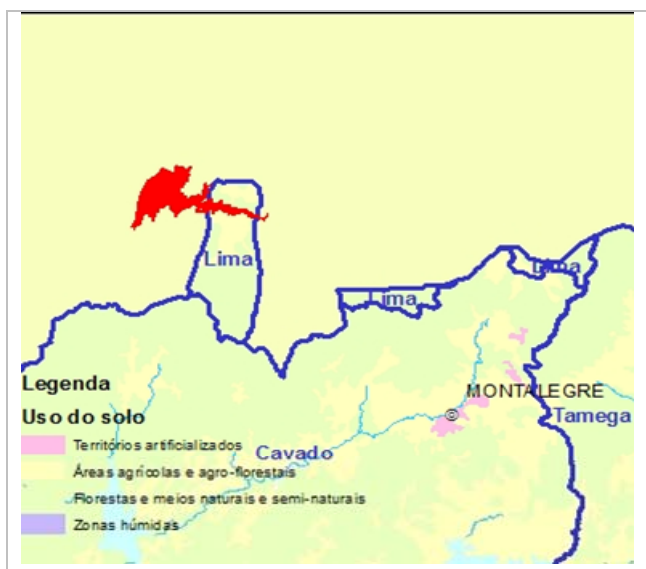 Lima
Lima
Lima
Legenda
MONTALEGRE
Uso do solo
Tamega
Territórios artificializados
Cavado
Áreas agrícolas e agro-florestais
Florestas e meios naturais e semi-naturais
Zonas húmidas